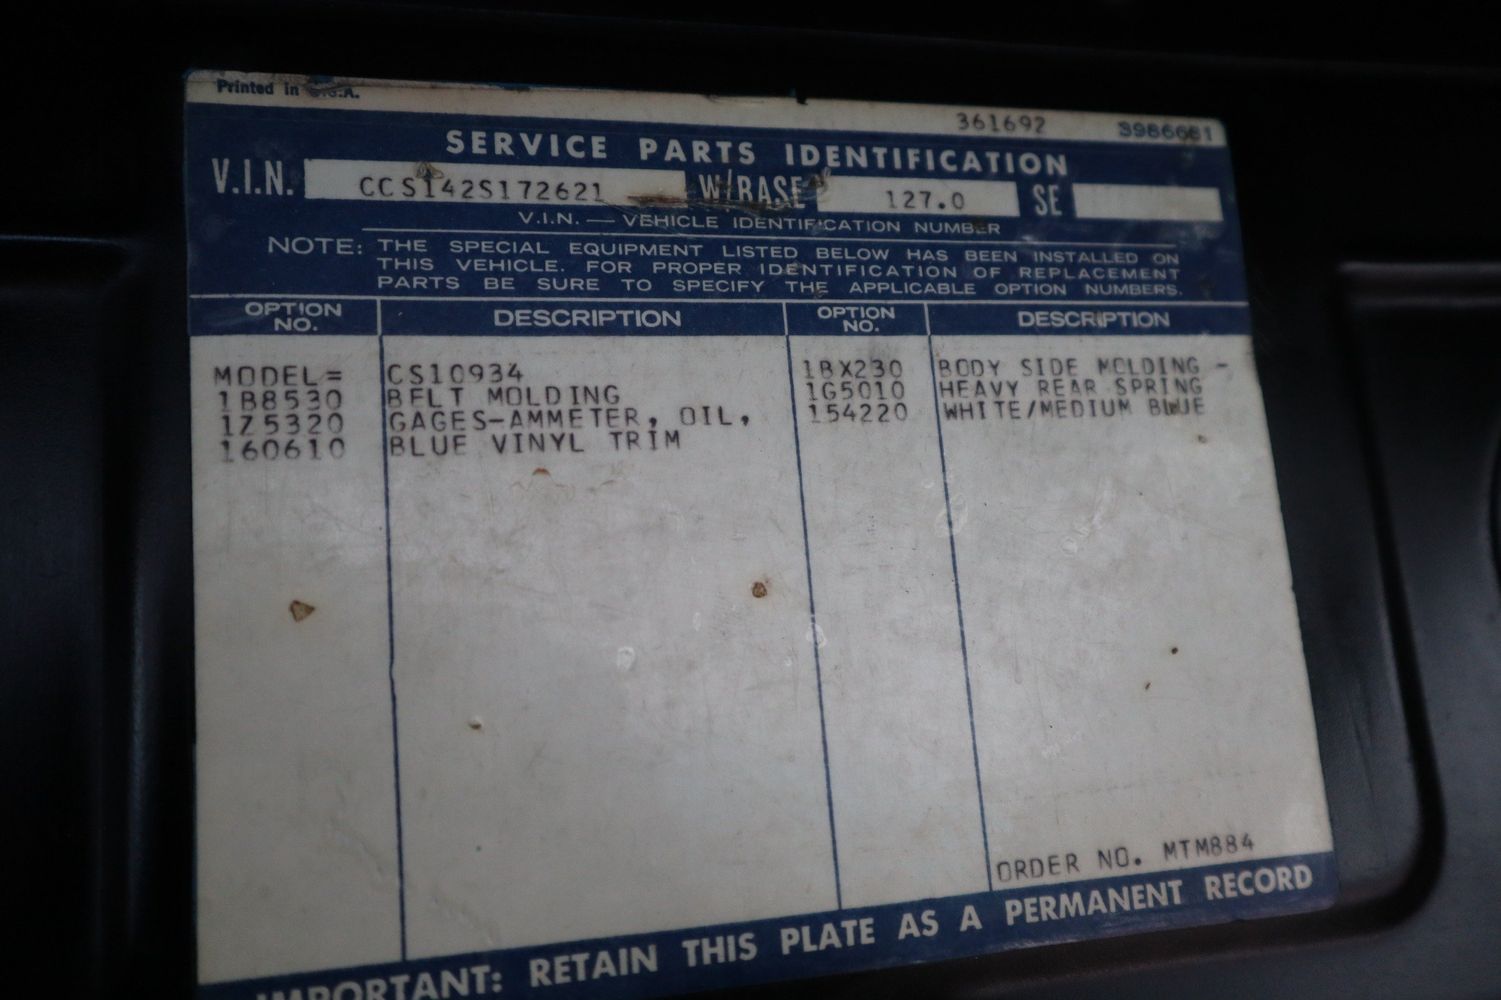 Printed in U.S.A.
361692 3986681
SERVICE PARTS IDENTIFICATION
V.I.N. CCS142S172621 W/BASE 127.0 SE
V.I.N. — VEHICLE IDENTIFICATION NUMBER
NOTE: THE SPECIAL EQUIPMENT LISTED BELOW HAS BEEN INSTALLED ON
THIS VEHICLE. FOR PROPER IDENTIFICATION OF REPLACEMENT
PARTS BE SURE TO SPECIFY THE APPLICABLE OPTION NUMBERS.
OPTION NO. DESCRIPTION OPTION NO. DESCRIPTION
MODEL= CS10934 1BX230 BODY SIDE MOLDING -
1B8530 BELT MOLDING 1G5010 HEAVY REAR SPRING
1Z5320 GAGES-AMMETER, OIL, 154220 WHITE/MEDIUM BLUE
160610 BLUE VINYL TRIM
ORDER NO. MTM884
IMPORTANT: RETAIN THIS PLATE AS A PERMANENT RECORD